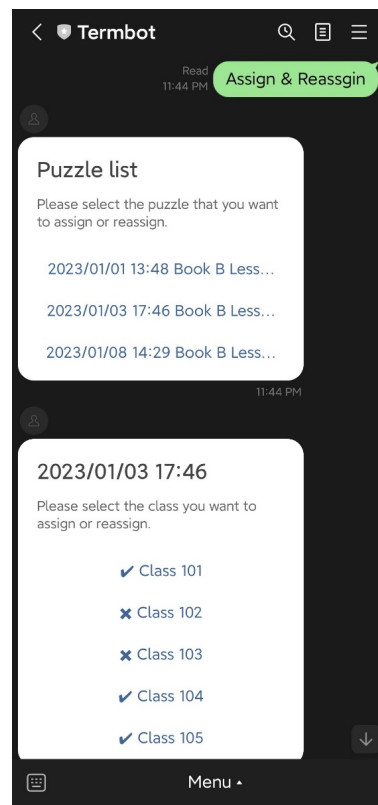 Termbot
Read
11:44 PM
Assign & Reassgin
Puzzle list
Please select the puzzle that you want
to assign or reassign.
2023/01/01 13:48 Book B Less...
2023/01/03 17:46 Book B Less...
2023/01/08 14:29 Book B Less...
11:44 PM
2023/01/03 17:46
Please select the class you want to
assign or reassign.
✔ Class 101
✖ Class 102
✖ Class 103
✔ Class 104
✔ Class 105
Menu